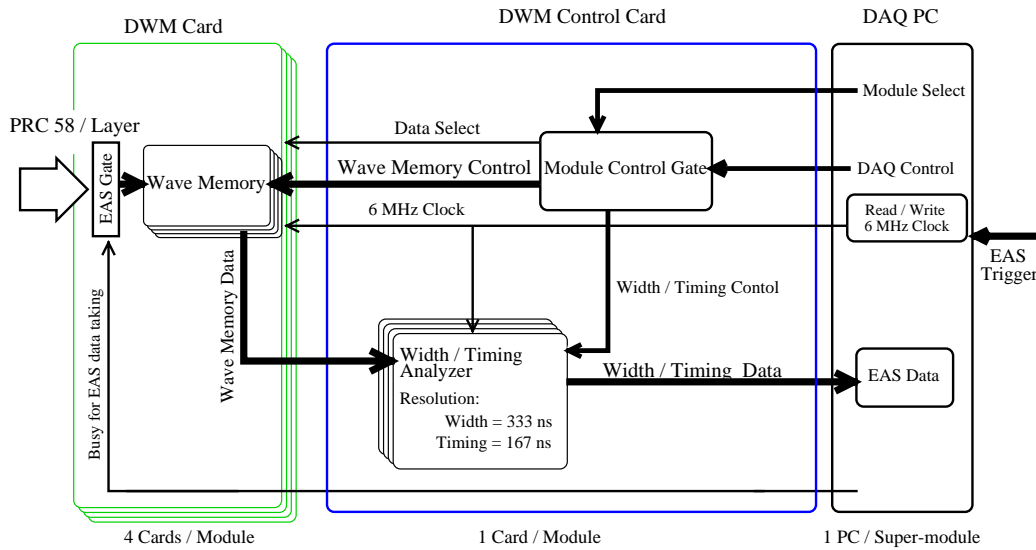 DWM Card
DWM Control Card
DAQ PC
PRC 58 / Layer
EAS Gate
Wave Memory
Data Select
Wave Memory Control
6 MHz Clock
Module Control Gate
Module Select
DAQ Control
Read / Write
6 MHz Clock
EAS
Trigger
Busy for EAS data taking
Wave Memory Data
Width / Timing Contol
Width / Timing
Analyzer
Resolution:
Width = 333 ns
Timing = 167 ns
Width / Timing Data
EAS Data
4 Cards / Module
1 Card / Module
1 PC / Super-module